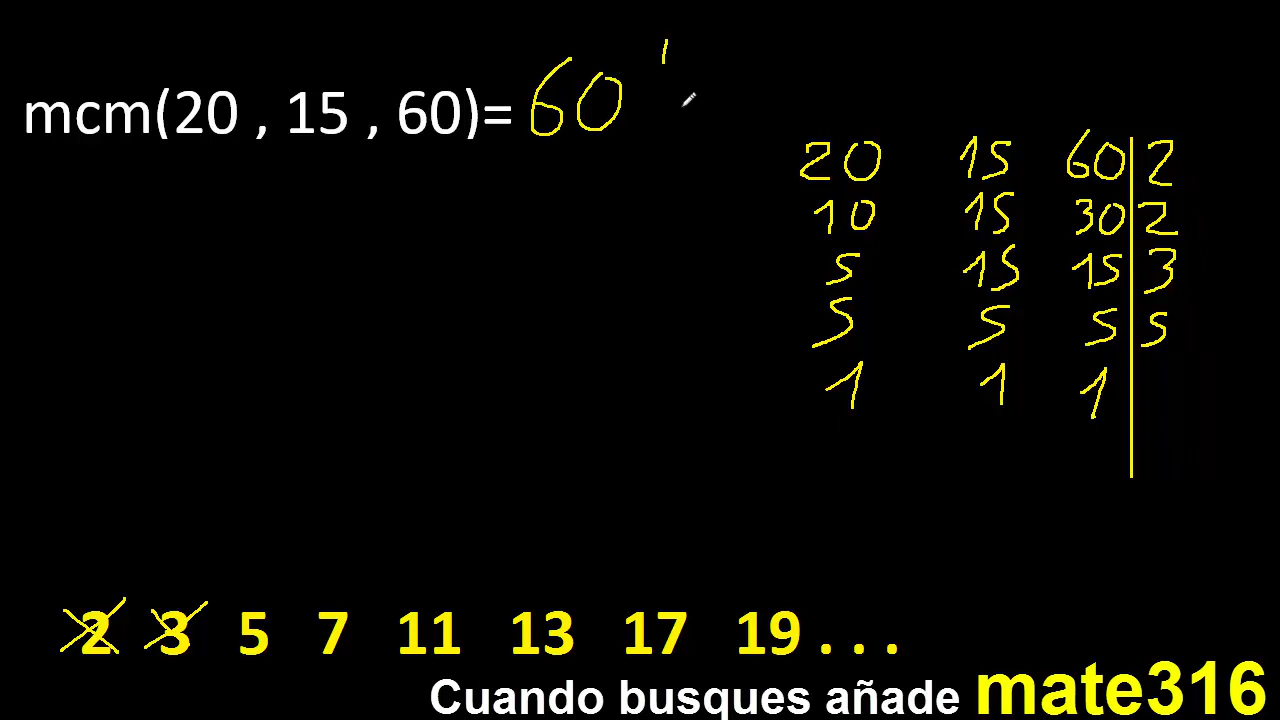 mcm(20 , 15 , 60)= 60
20 15 60 2
10 15 30 2
5 15 15 3
5 5 5 5
1 1 1
2 3 5 7 11 13 17 19 . . .
Cuando busques añade mate316